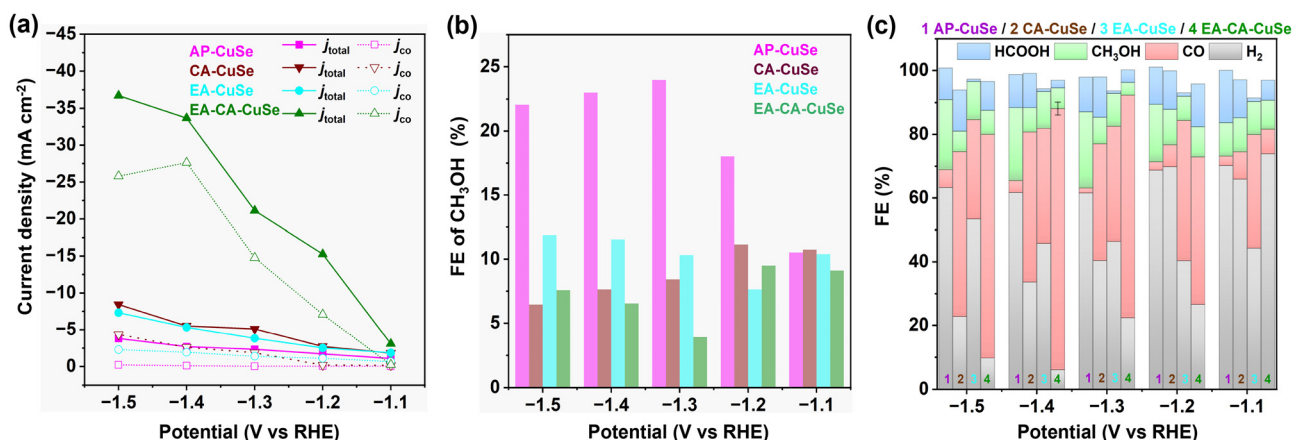 (a)
AP-CuSe
CA-CuSe
EA-CuSe
EA-CA-CuSe
jtotal jco
jtotal jco
jtotal jco
jtotal jco
−45
−40
−35
−30
−25
−20
−15
−10
−5
0
Current density (mA cm⁻²)
−1.5 −1.4 −1.3 −1.2 −1.1
Potential (V vs RHE)
(b)
AP-CuSe
CA-CuSe
EA-CuSe
EA-CA-CuSe
25
20
15
10
5
0
FE of CH₃OH (%)
−1.5 −1.4 −1.3 −1.2 −1.1
Potential (V vs RHE)
(c)
1 AP-CuSe / 2 CA-CuSe / 3 EA-CuSe / 4 EA-CA-CuSe
HCOOH CH₃OH CO H₂
100
80
60
40
20
0
FE (%)
1 2 3 4 1 2 3 4 1 2 3 4 1 2 3 4 1 2 3 4
−1.5 −1.4 −1.3 −1.2 −1.1
Potential (V vs RHE)